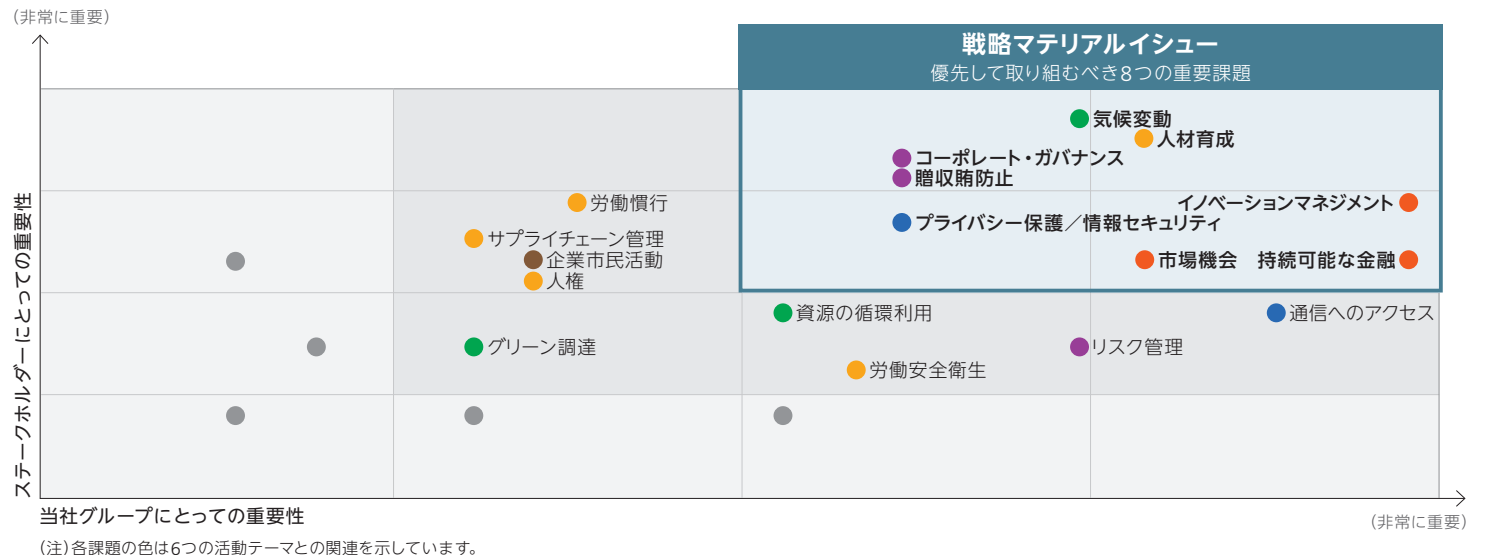 （非常に重要）
戦略マテリアルイシュー
優先して取り組むべき8つの重要課題
気候変動
人材育成
コーポレート・ガバナンス
贈収賄防止
労働慣行
イノベーションマネジメント
プライバシー保護／情報セキュリティ
サプライチェーン管理
企業市民活動
市場機会　持続可能な金融
人権
資源の循環利用
通信へのアクセス
グリーン調達
リスク管理
労働安全衛生
ステークホルダーにとっての重要性
当社グループにとっての重要性
（非常に重要）
（注）各課題の色は6つの活動テーマとの関連を示しています。